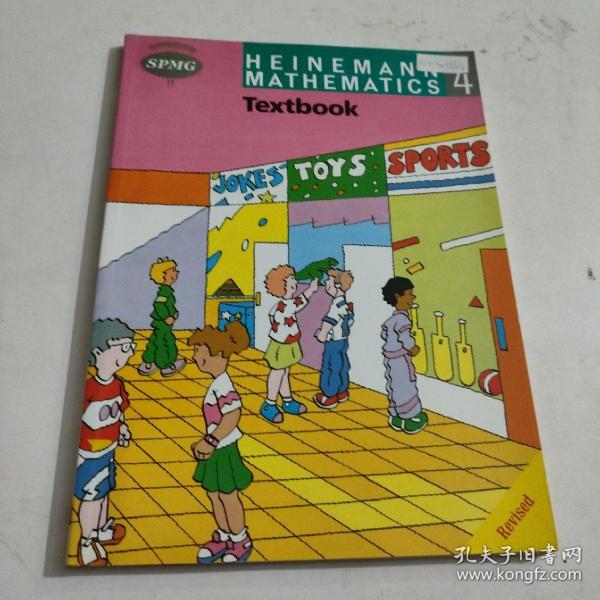 SPMG
HEINEMANN
MATHEMATICS 4
Textbook
JOKES
TOYS
SPORTS
Revised
孔夫子旧书网
www.kongfz.com